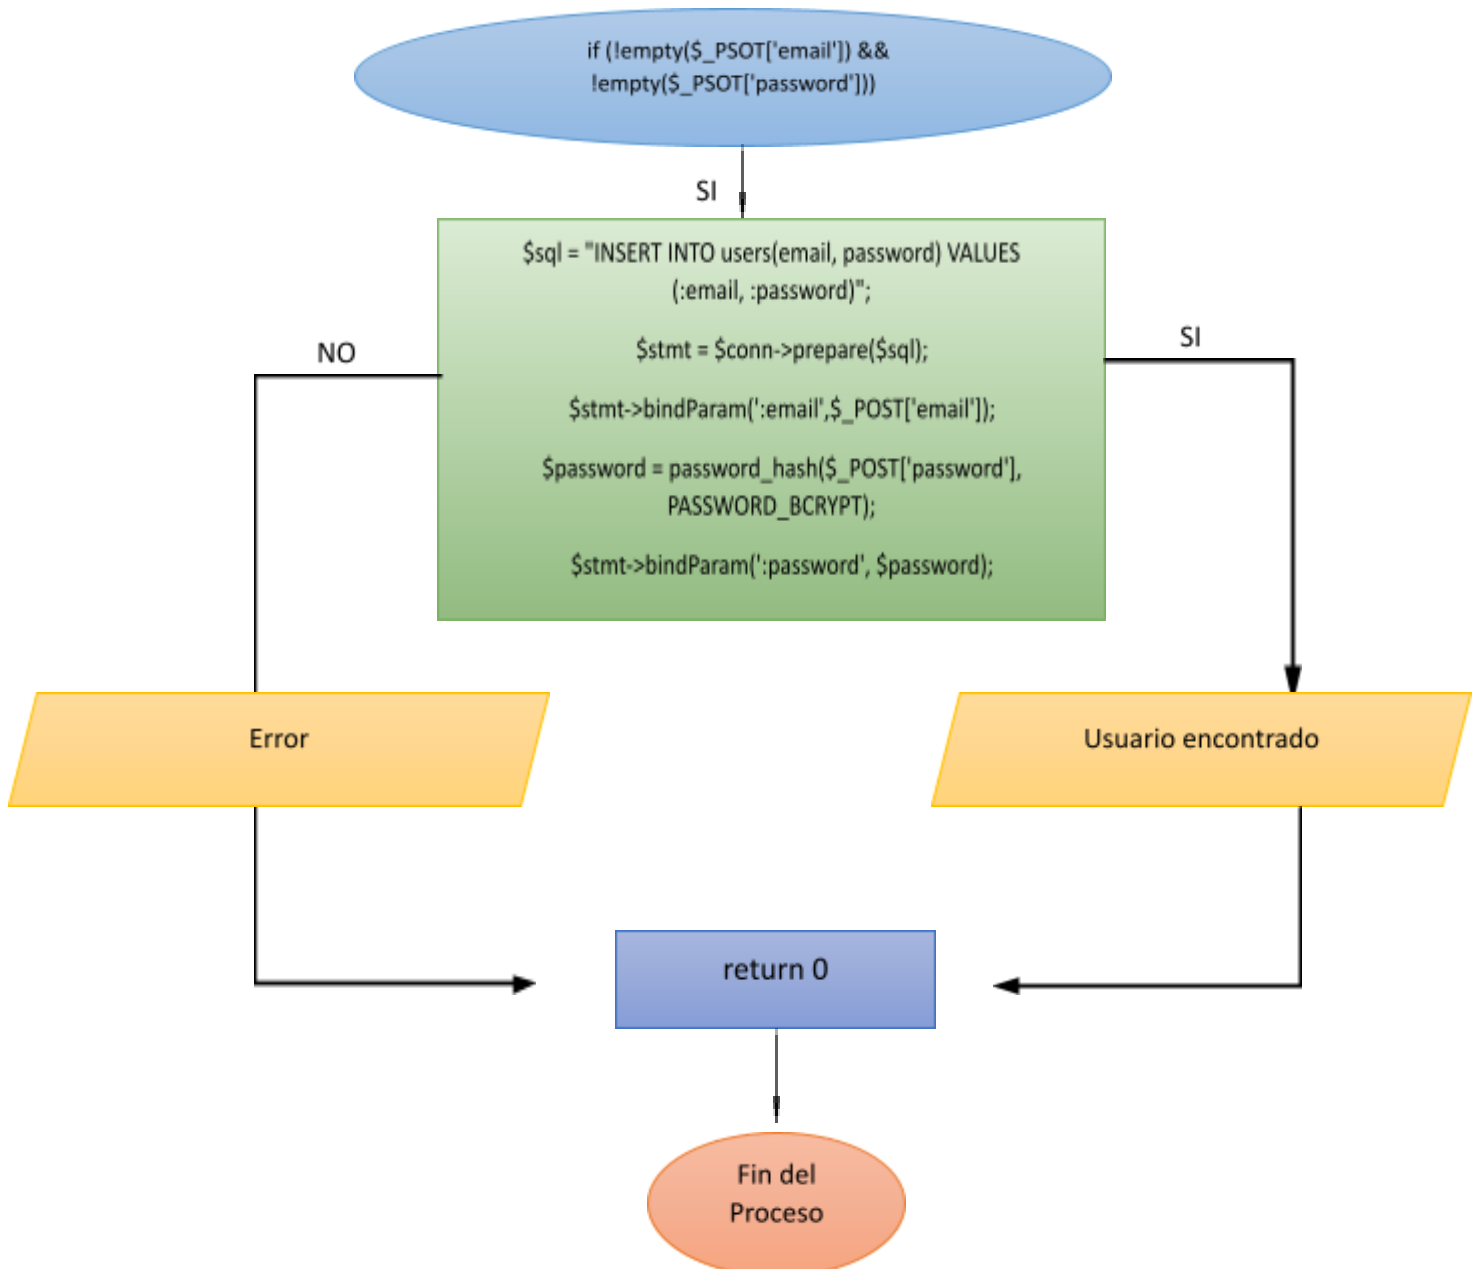 if (!empty($_PSOT['email']) &&
!empty($_PSOT['password']))
SI
$sql = "INSERT INTO users(email, password) VALUES
(:email, :password)";
$stmt = $conn->prepare($sql);
$stmt->bindParam(':email',$_POST['email']);
$password = password_hash($_POST['password'],
PASSWORD_BCRYPT);
$stmt->bindParam(':password', $password);
NO
SI
Error
Usuario encontrado
return 0
Fin del
Proceso